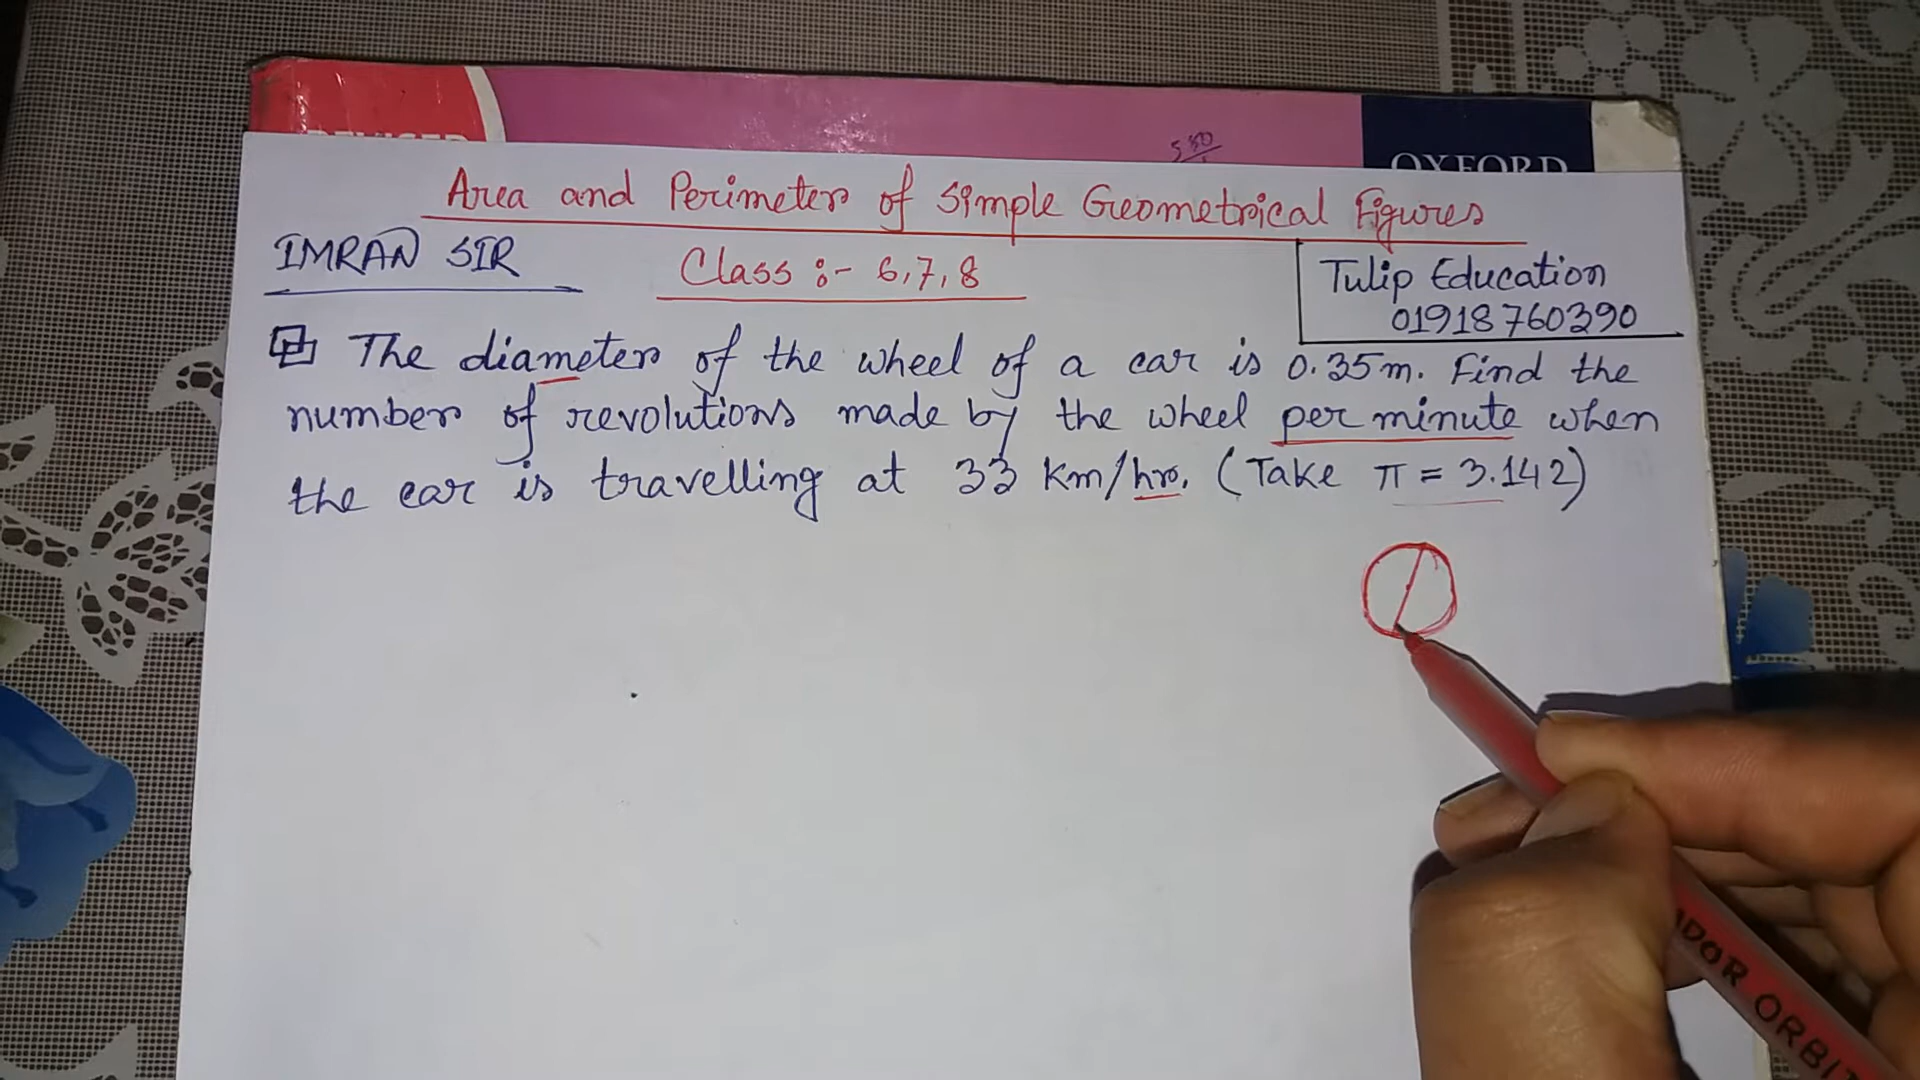 REVISED
OXFORD
580
Area and Perimeter of Simple Geometrical Figures
IMRAN SIR
Class :- 6,7,8
Tulip Education
01918760390
The diameter of the wheel of a car is 0.35m. Find the
number of revolutions made by the wheel per minute when
the car is travelling at 33 km/hr. (Take π = 3.142)